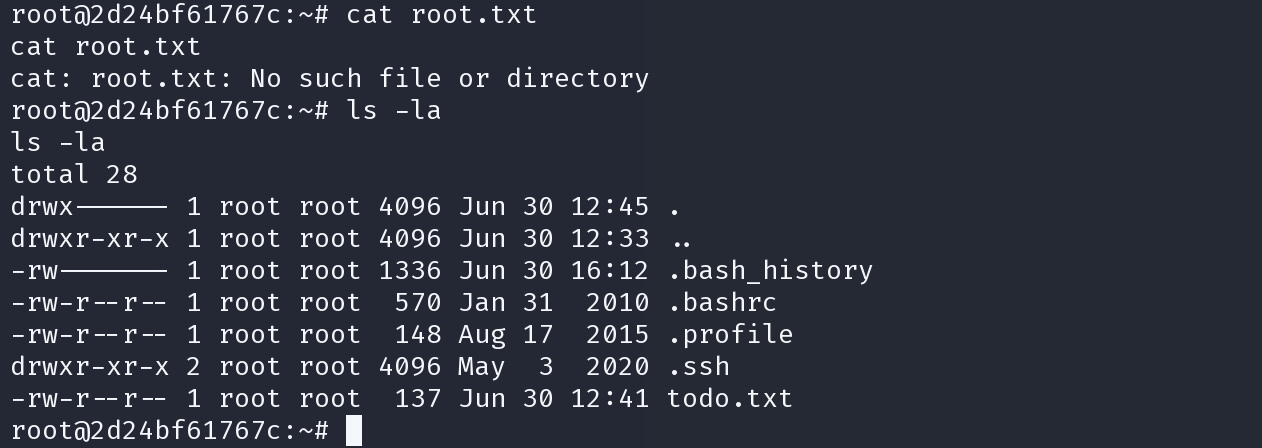 root@2d24bf61767c:~# cat root.txt
cat root.txt
cat: root.txt: No such file or directory
root@2d24bf61767c:~# ls -la
ls -la
total 28
drwx------ 1 root root 4096 Jun 30 12:45 .
drwxr-xr-x 1 root root 4096 Jun 30 12:33 ..
-rw------- 1 root root 1336 Jun 30 16:12 .bash_history
-rw-r--r-- 1 root root  570 Jan 31  2010 .bashrc
-rw-r--r-- 1 root root  148 Aug 17  2015 .profile
drwxr-xr-x 2 root root 4096 May  3  2020 .ssh
-rw-r--r-- 1 root root  137 Jun 30 12:41 todo.txt
root@2d24bf61767c:~#